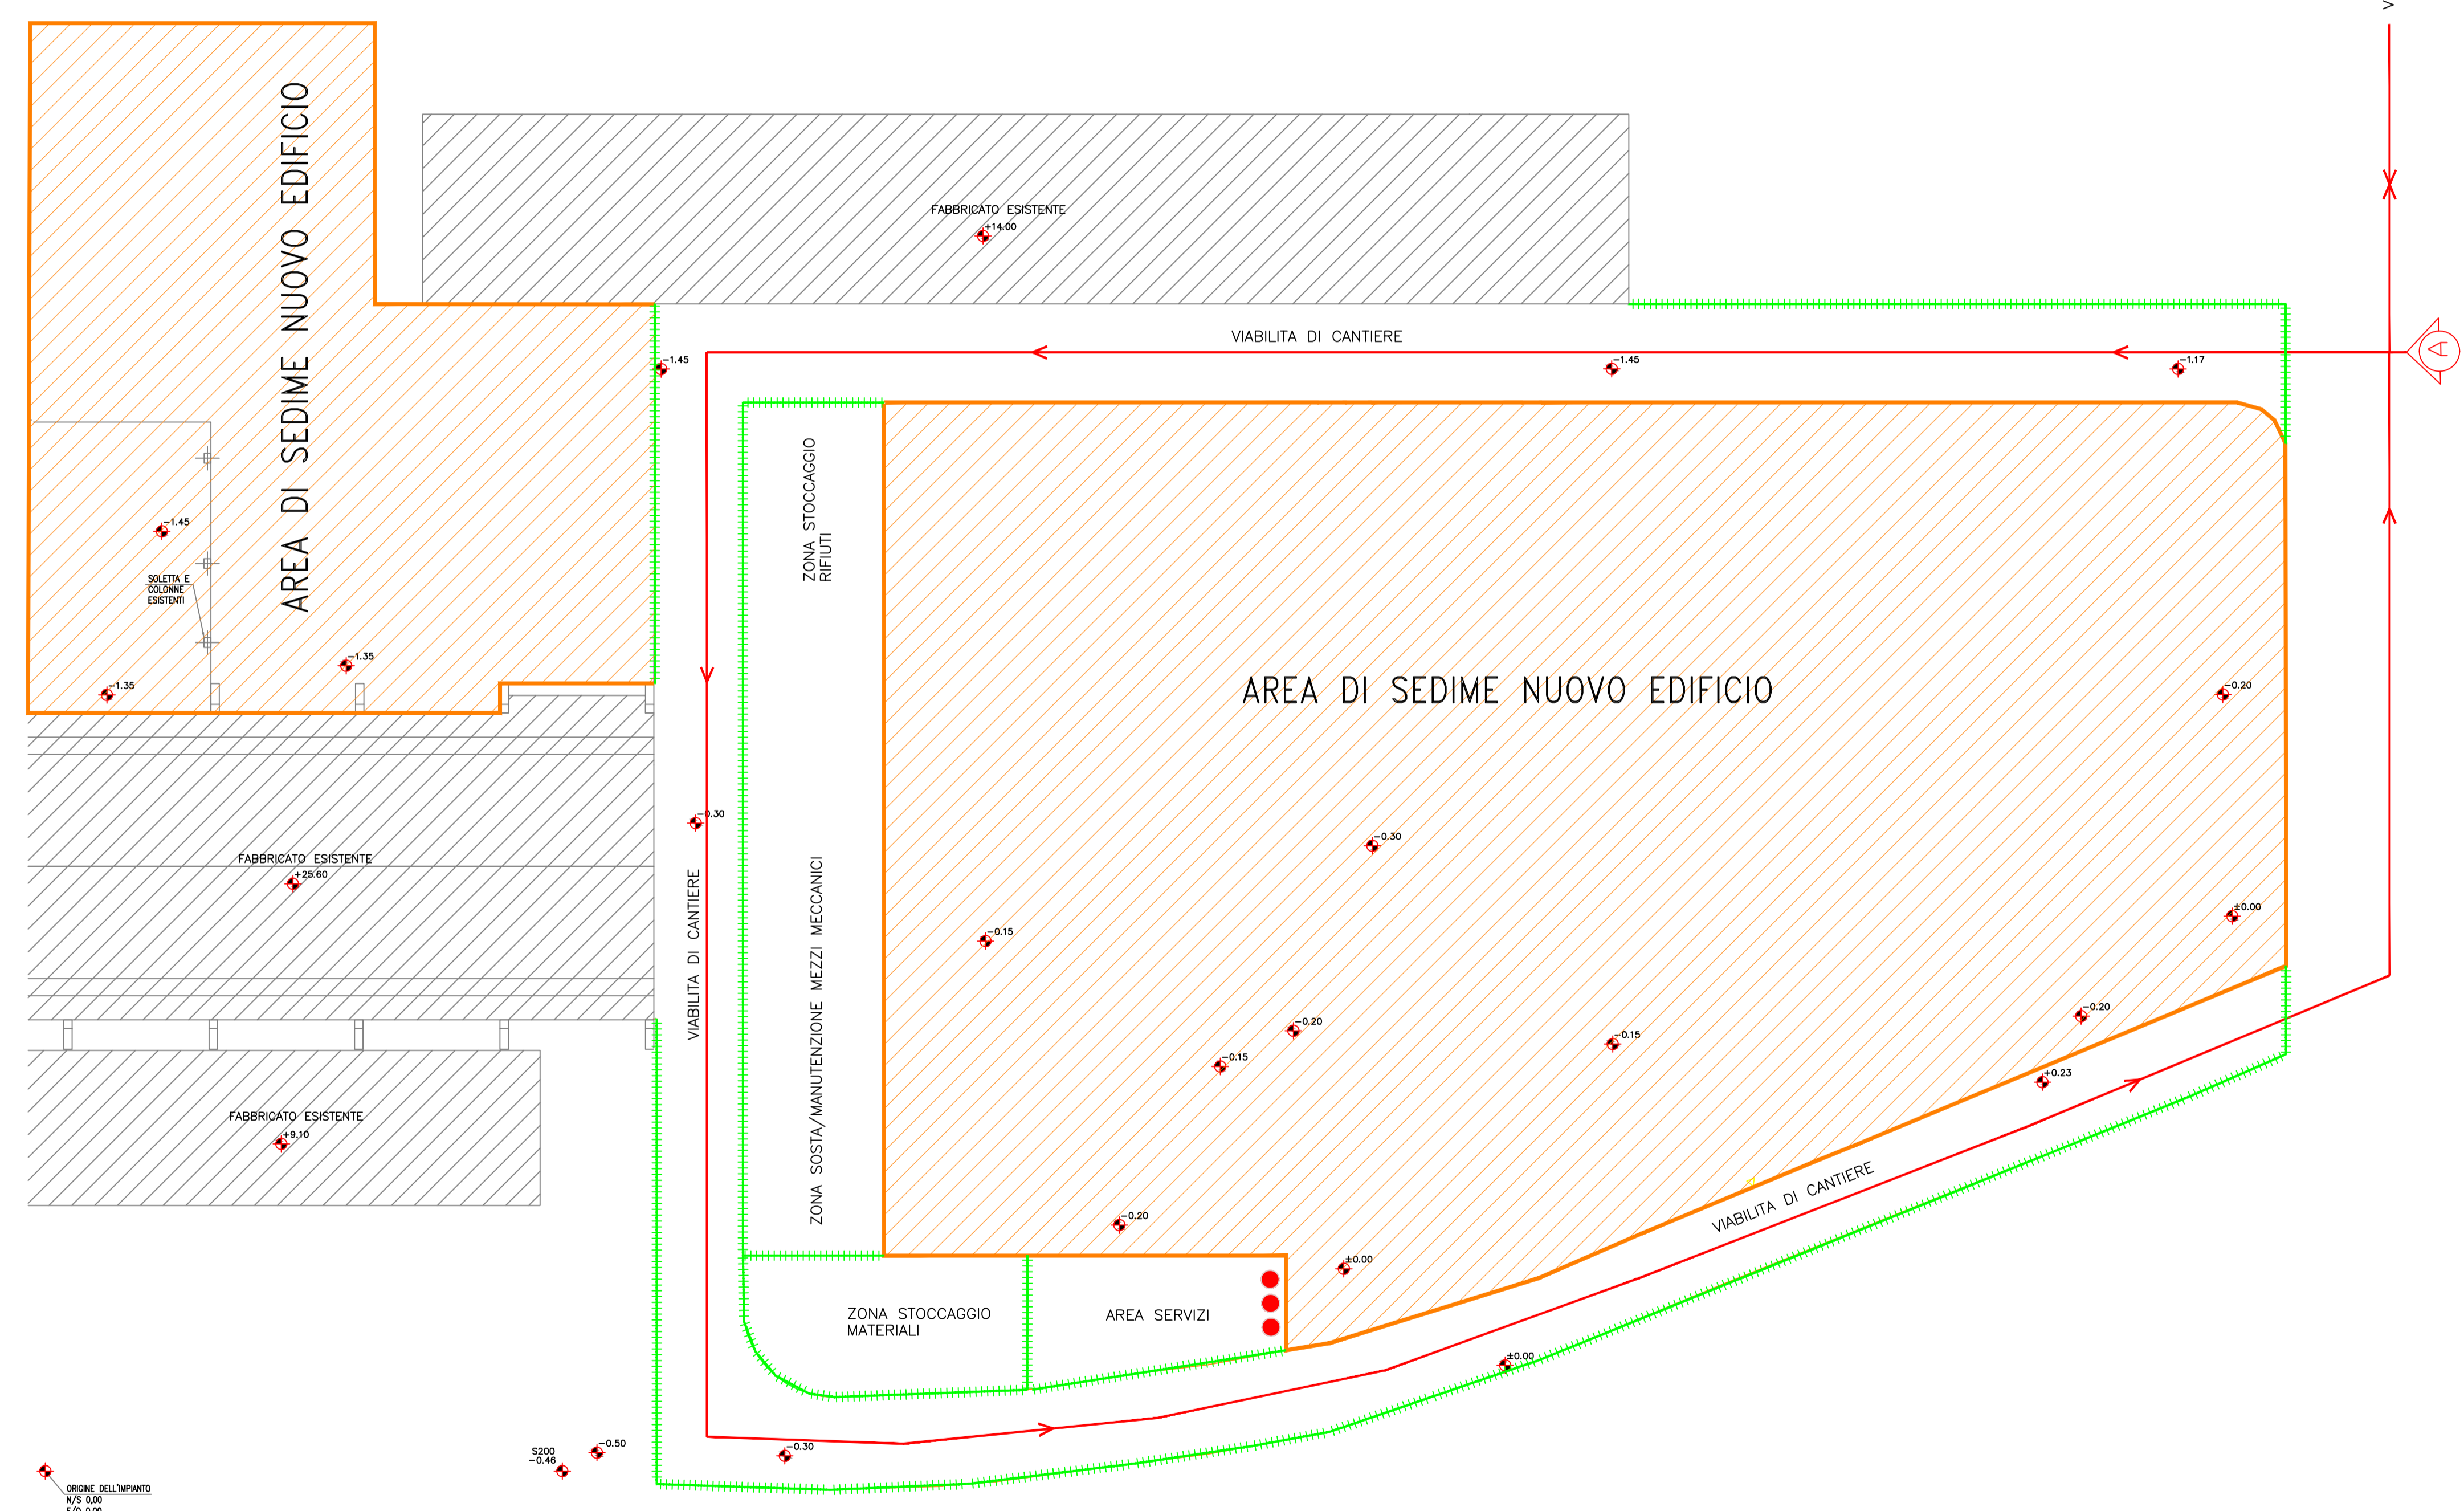 V
AREA DI SEDIME NUOVO EDIFICIO
FABBRICATO ESISTENTE
+14.00
VIABILITA DI CANTIERE
A
-1.45
-1.45
-1.17
ZONA STOCCAGGIO
RIFIUTI
-1.45
SOLETTA E
COLONNE
ESISTENTI
-1.35
-1.35
AREA DI SEDIME NUOVO EDIFICIO
-0.20
-0.30
-0.30
FABBRICATO ESISTENTE
+25.60
VIABILITA DI CANTIERE
ZONA SOSTA/MANUTENZIONE MEZZI MECCANICI
-0.15
±0.00
-0.20
-0.20
-0.15
-0.15
+0.23
FABBRICATO ESISTENTE
+9.10
VIABILITA DI CANTIERE
-0.20
±0.00
ZONA STOCCAGGIO
MATERIALI
AREA SERVIZI
±0.00
-0.50
-0.30
S200
-0.46
ORIGINE DELL'IMPIANTO
N/S 0,00
E/O 0,00